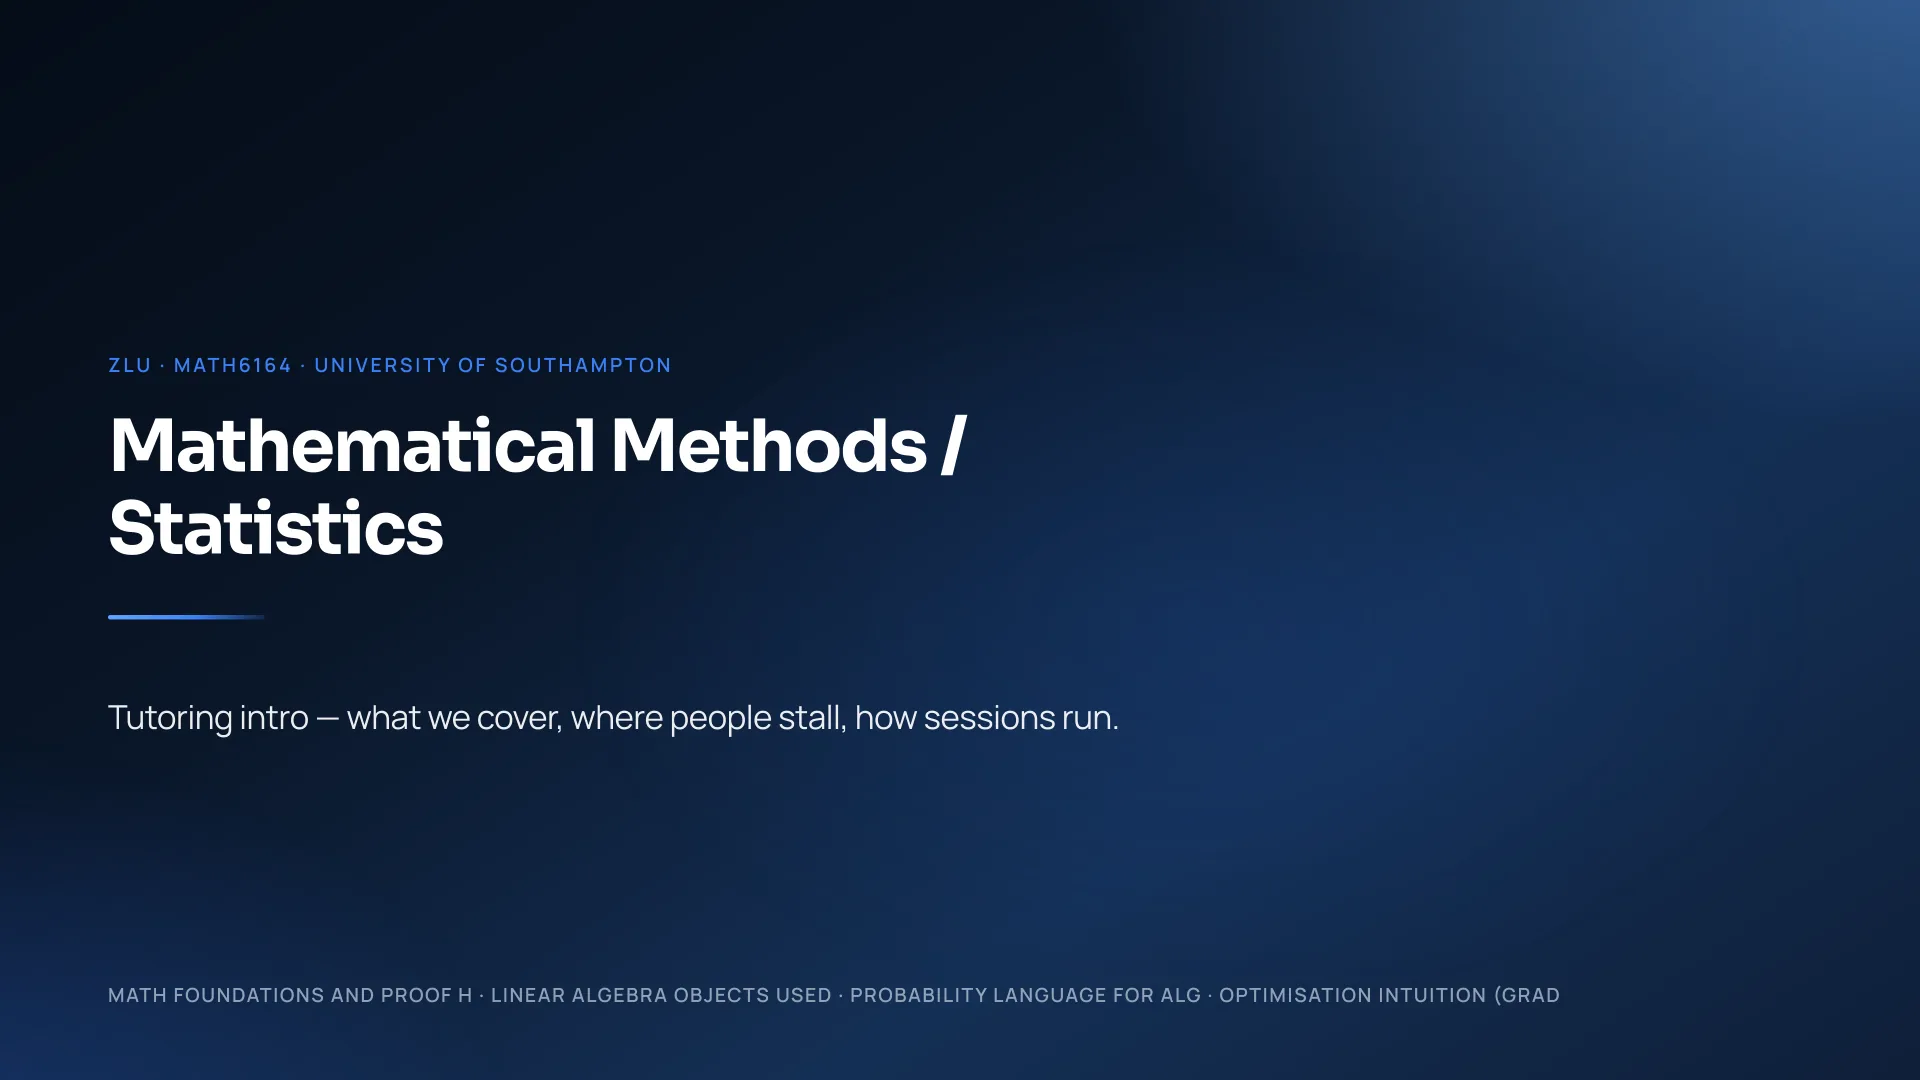 ZLU · MATH6164 · UNIVERSITY OF SOUTHAMPTON
Mathematical Methods /
Statistics
Tutoring intro — what we cover, where people stall, how sessions run.
MATH FOUNDATIONS AND PROOF H · LINEAR ALGEBRA OBJECTS USED · PROBABILITY LANGUAGE FOR ALG · OPTIMISATION INTUITION (GRAD